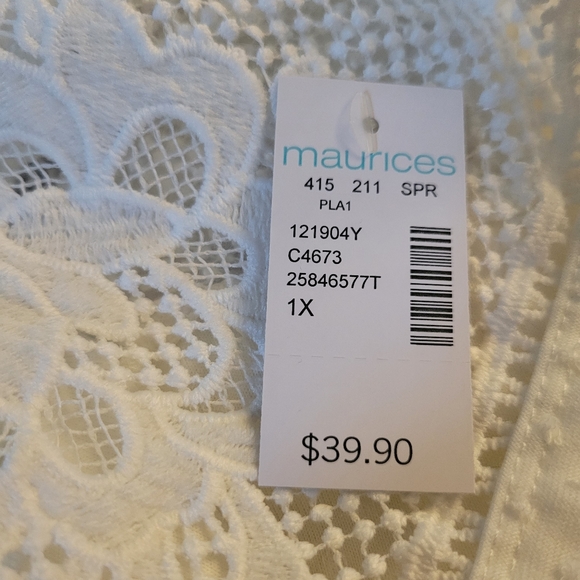 maurices
415 211 SPR
PLA1
121904Y
C4673
25846577T
1X
$39.90